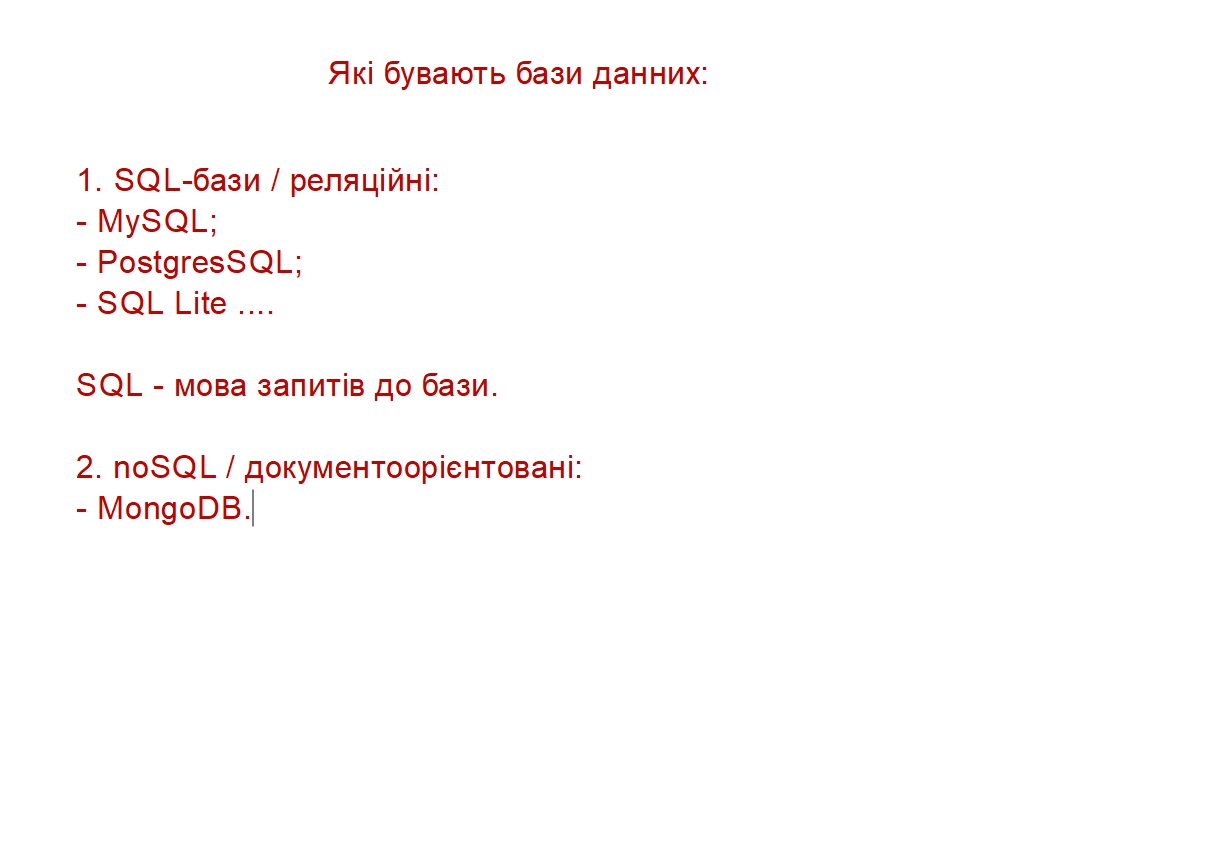 Які бувають бази данних:
1. SQL-бази / реляційні:
- MySQL;
- PostgresSQL;
- SQL Lite ....
SQL - мова запитів до бази.
2. noSQL / документоорієнтовані:
- MongoDB.